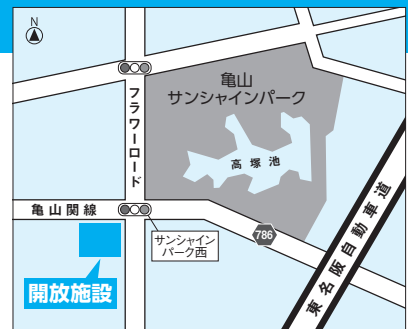 N
亀山
サンシャインパーク
フラワーロード
高塚池
亀山関線
サンシャイン
パーク西
786
開放施設
東名阪自動車道